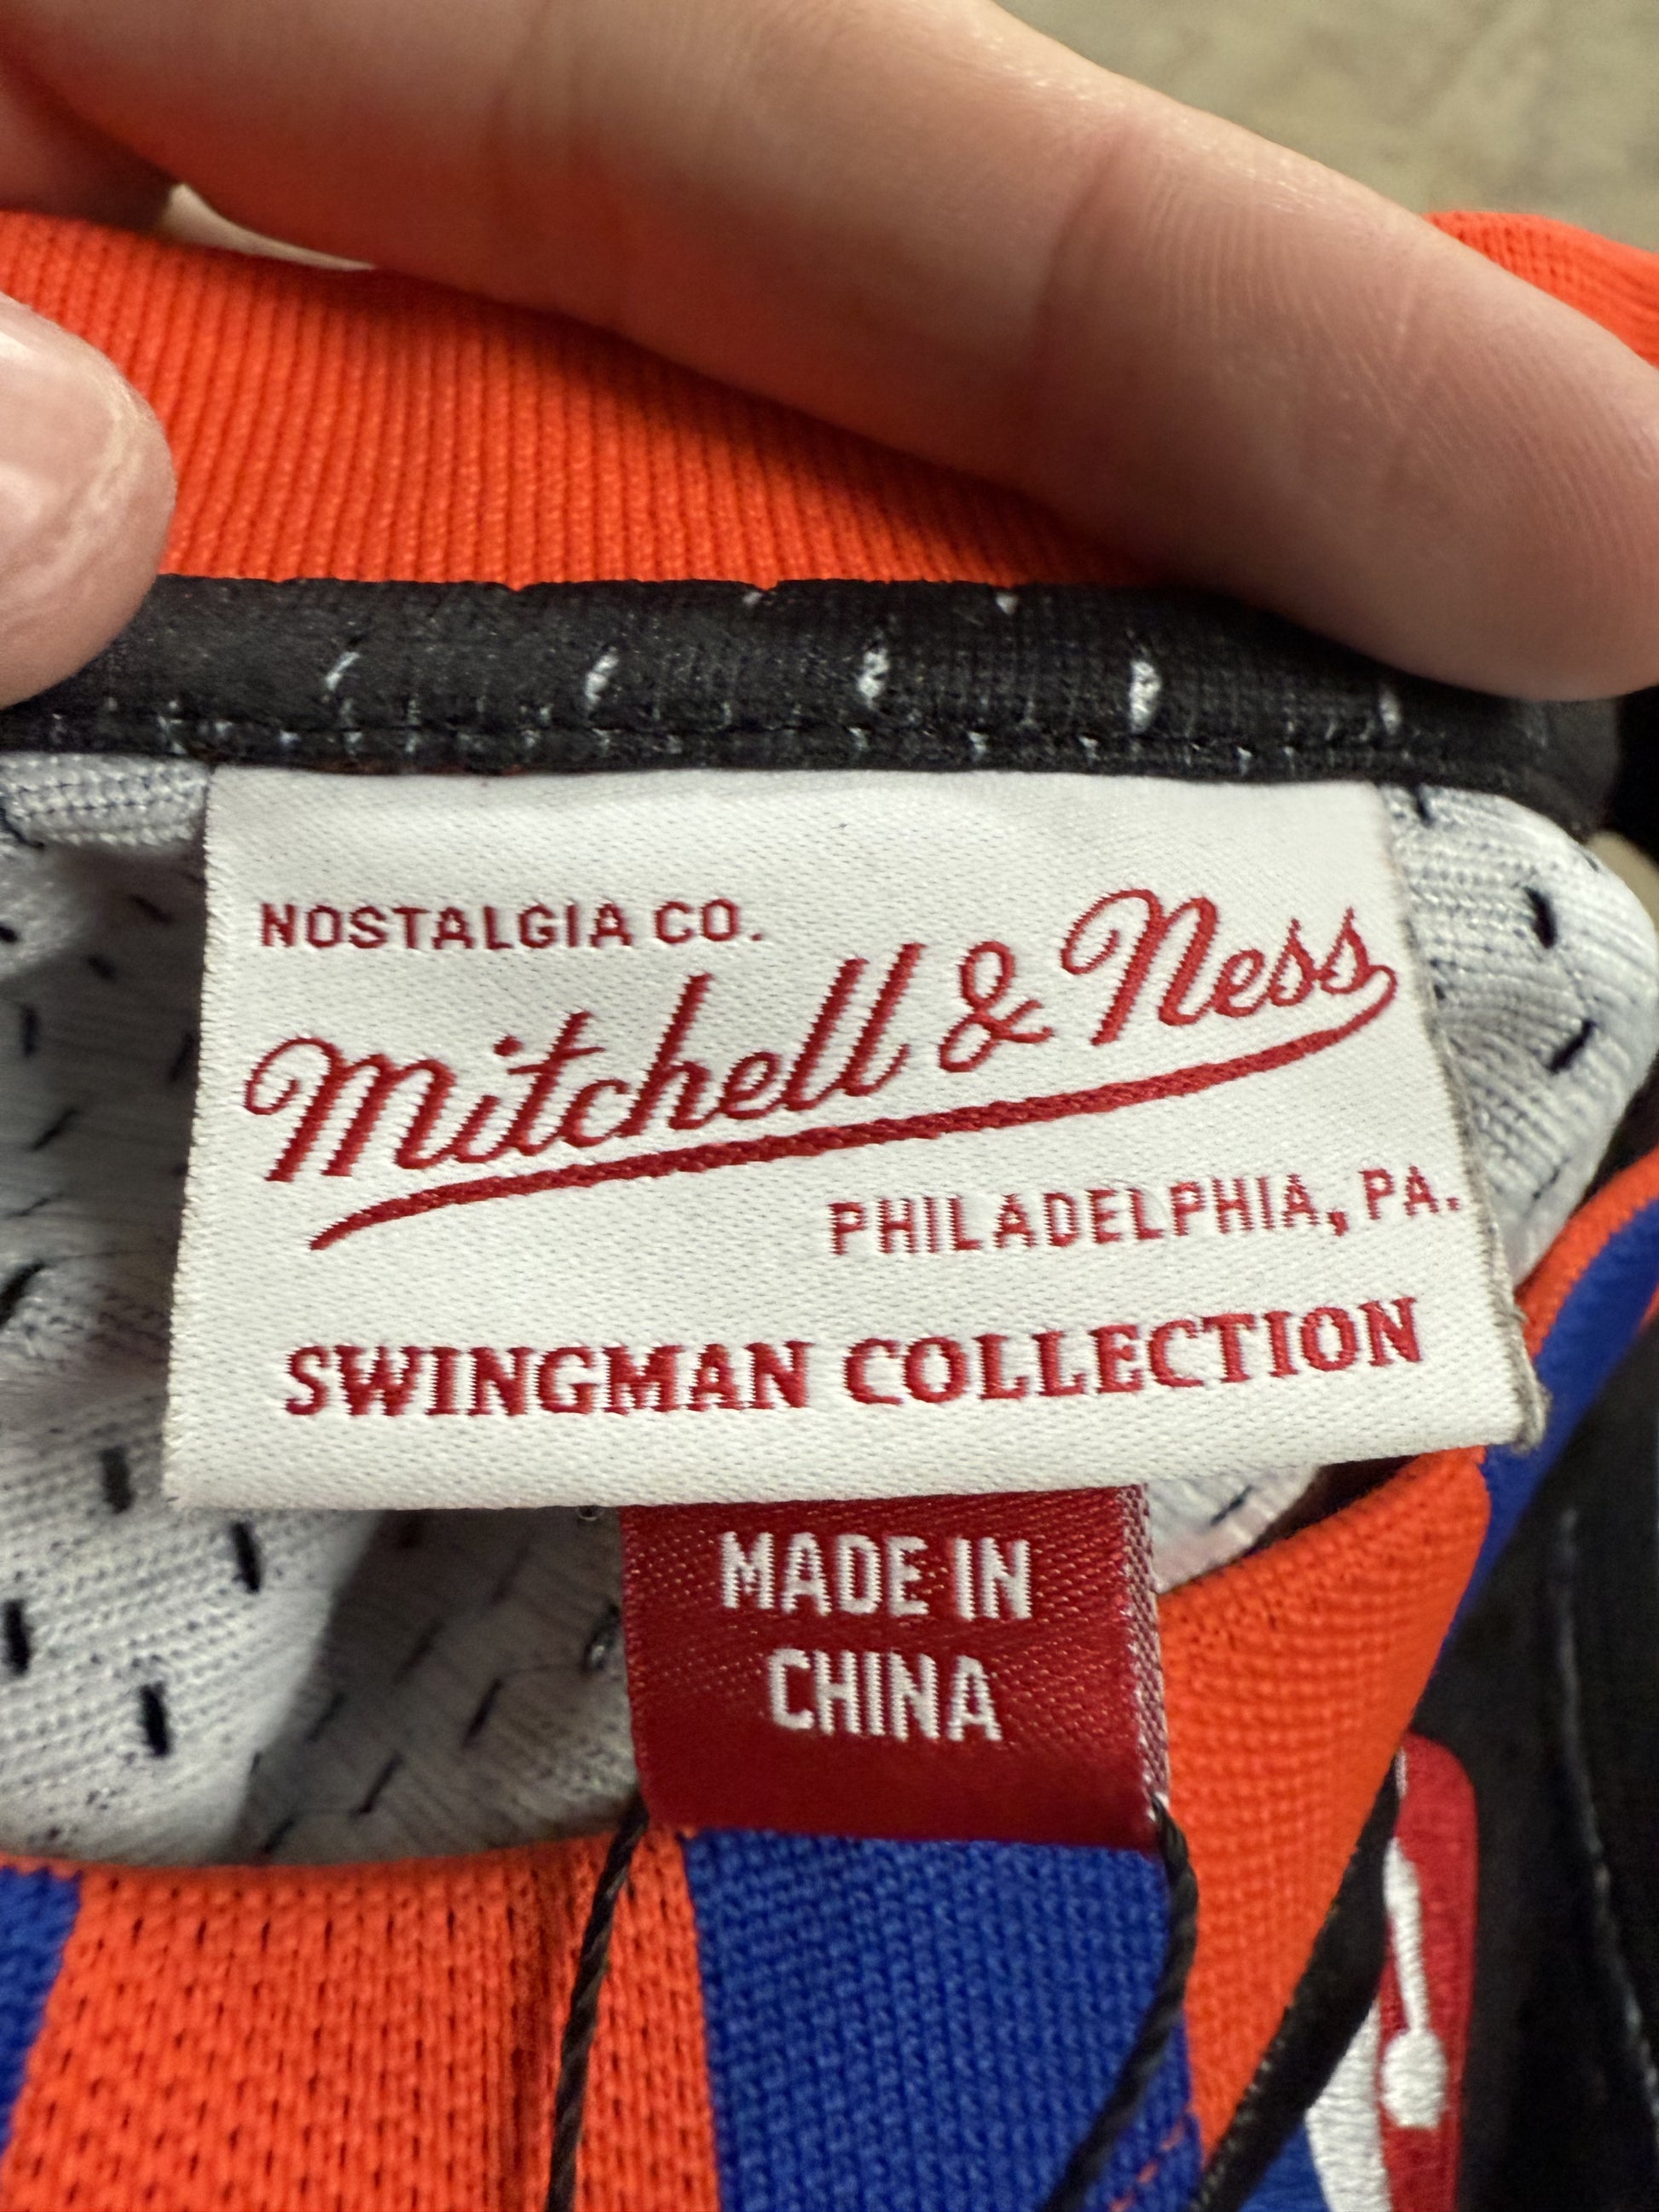 NOSTALGIA CO.
Mitchell & Ness
PHILADELPHIA, PA.
SWINGMAN COLLECTION
MADE IN
CHINA